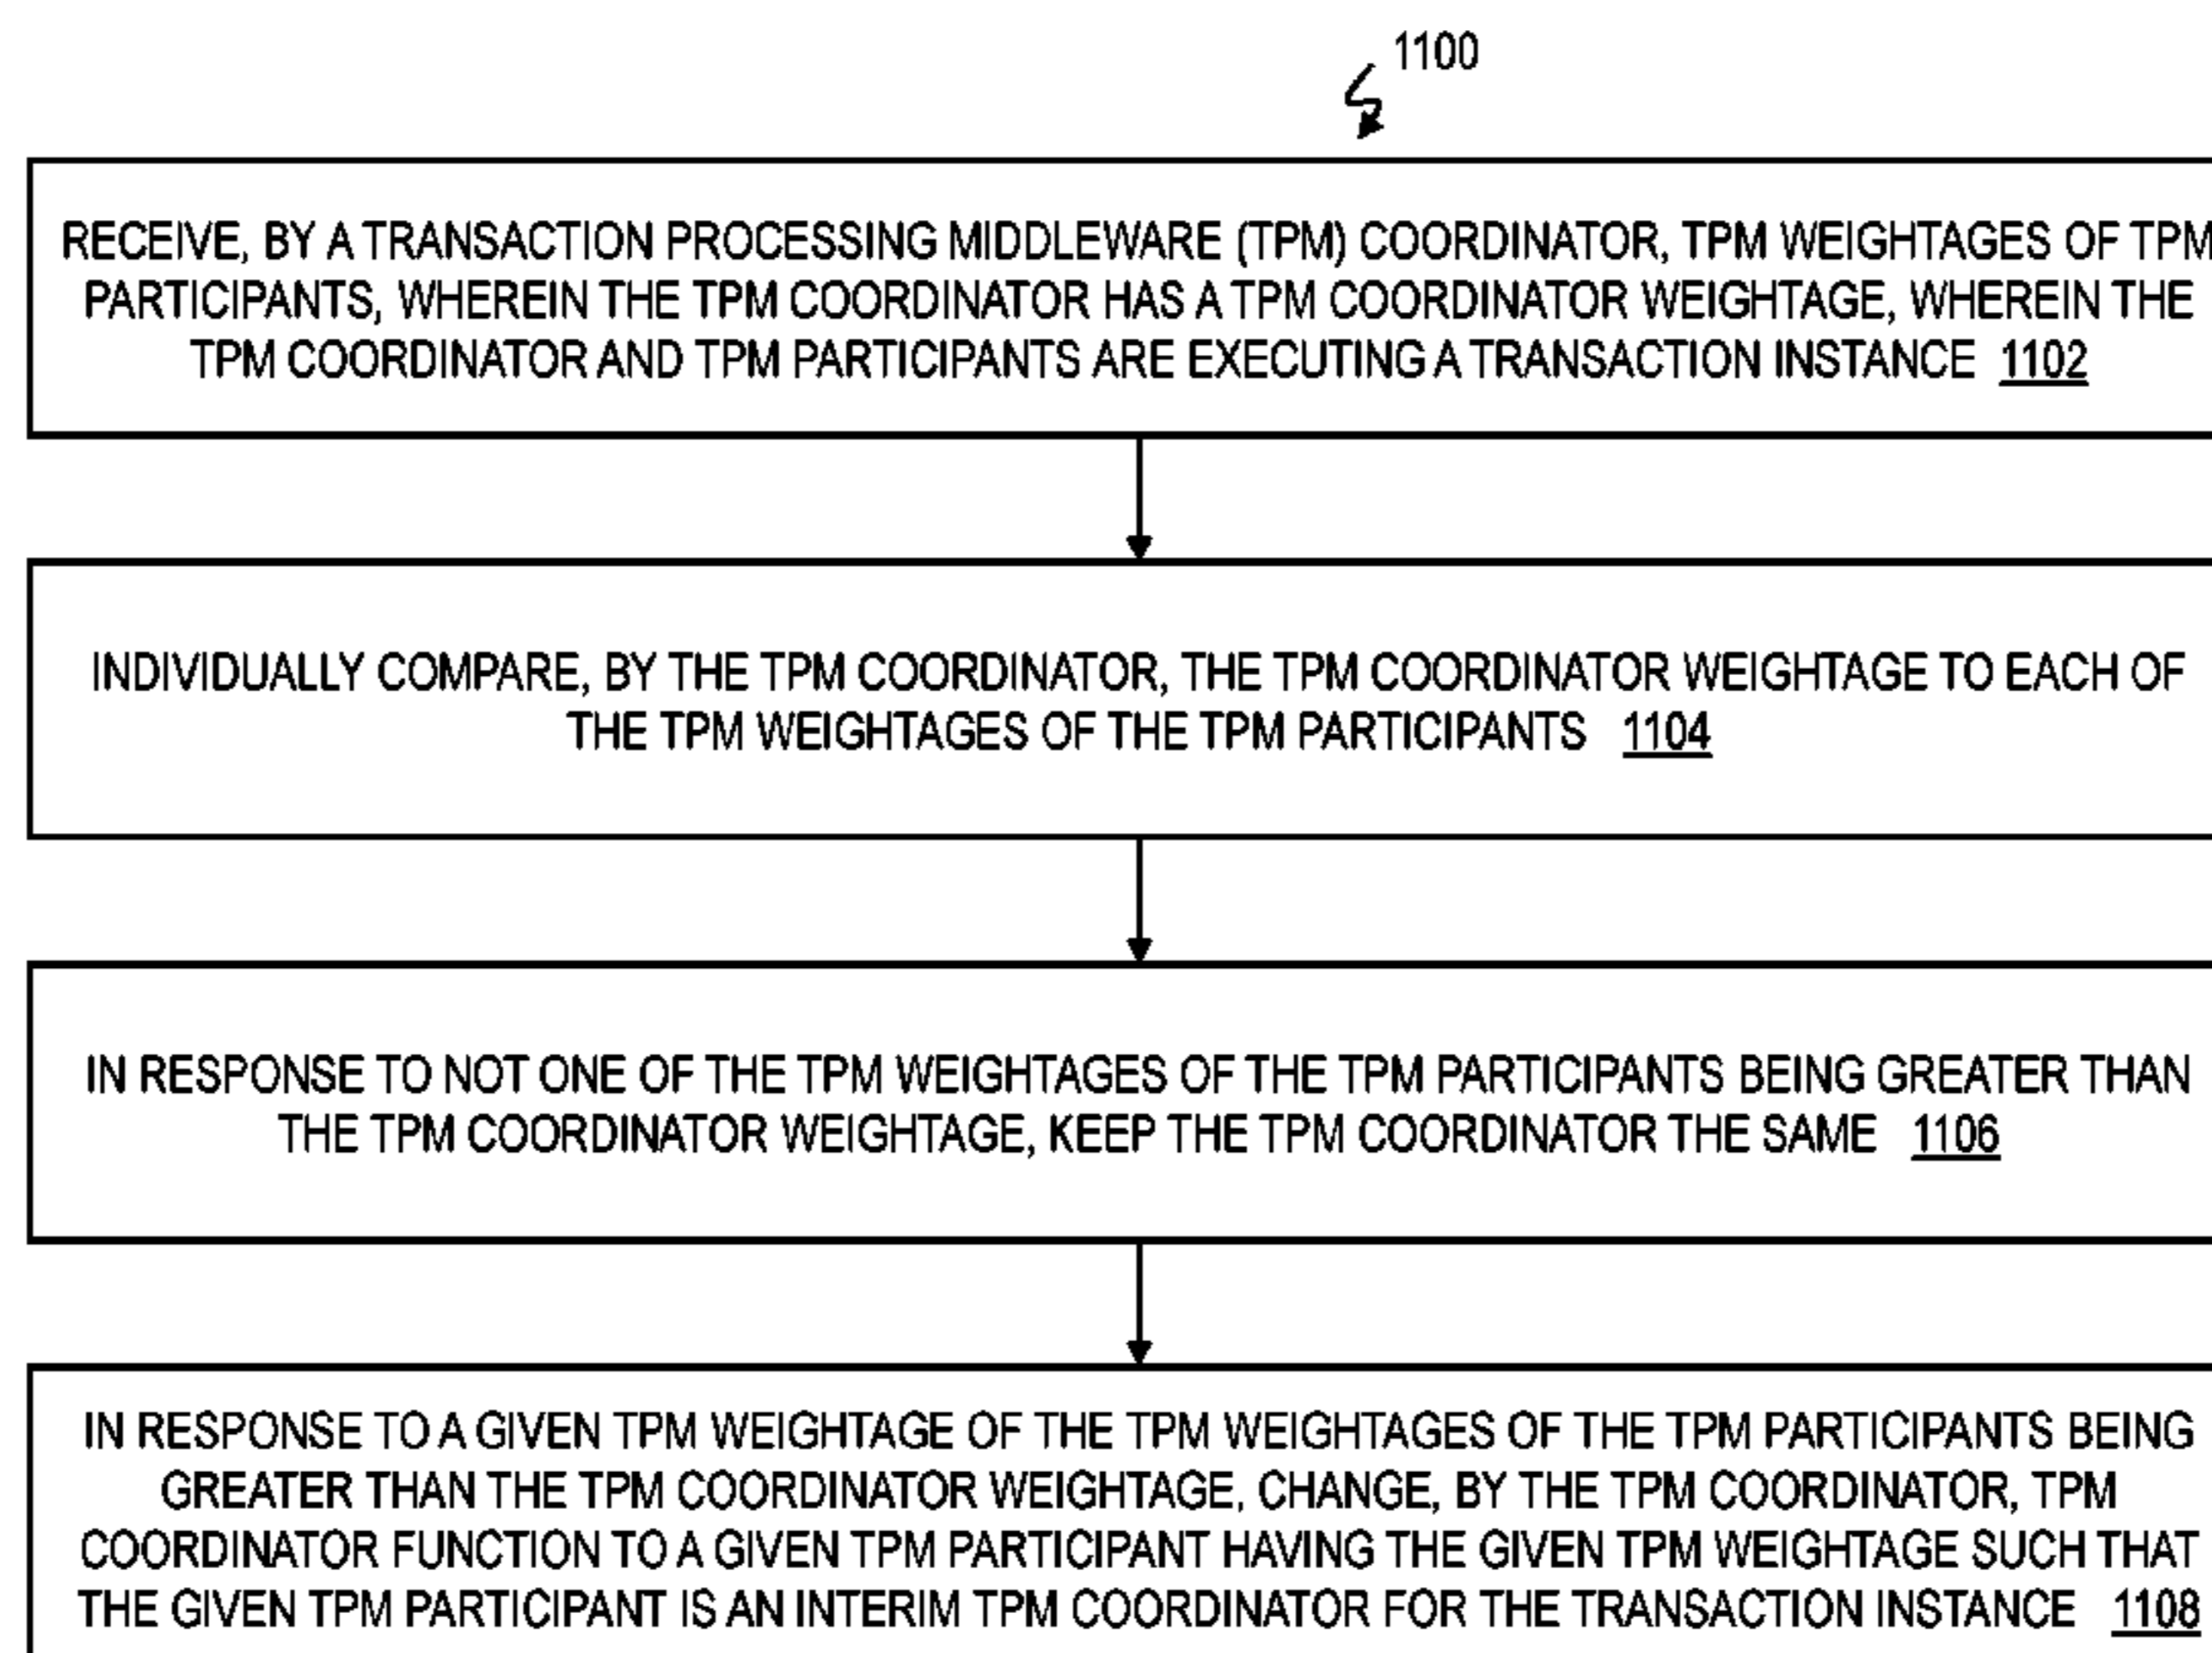 1100
RECEIVE, BY A TRANSACTION PROCESSING MIDDLEWARE (TPM) COORDINATOR, TPM WEIGHTAGES OF TPM
PARTICIPANTS, WHEREIN THE TPM COORDINATOR HAS A TPM COORDINATOR WEIGHTAGE, WHEREIN THE
TPM COORDINATOR AND TPM PARTICIPANTS ARE EXECUTING A TRANSACTION INSTANCE 1102
INDIVIDUALLY COMPARE, BY THE TPM COORDINATOR, THE TPM COORDINATOR WEIGHTAGE TO EACH OF
THE TPM WEIGHTAGES OF THE TPM PARTICIPANTS 1104
IN RESPONSE TO NOT ONE OF THE TPM WEIGHTAGES OF THE TPM PARTICIPANTS BEING GREATER THAN
THE TPM COORDINATOR WEIGHTAGE, KEEP THE TPM COORDINATOR THE SAME 1106
IN RESPONSE TO A GIVEN TPM WEIGHTAGE OF THE TPM WEIGHTAGES OF THE TPM PARTICIPANTS BEING
GREATER THAN THE TPM COORDINATOR WEIGHTAGE, CHANGE, BY THE TPM COORDINATOR, TPM
COORDINATOR FUNCTION TO A GIVEN TPM PARTICIPANT HAVING THE GIVEN TPM WEIGHTAGE SUCH THAT
THE GIVEN TPM PARTICIPANT IS AN INTERIM TPM COORDINATOR FOR THE TRANSACTION INSTANCE 1108